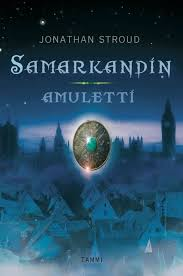 JONATHAN STROUD
SAMARKANDIN
AMULETTI
TAMMI